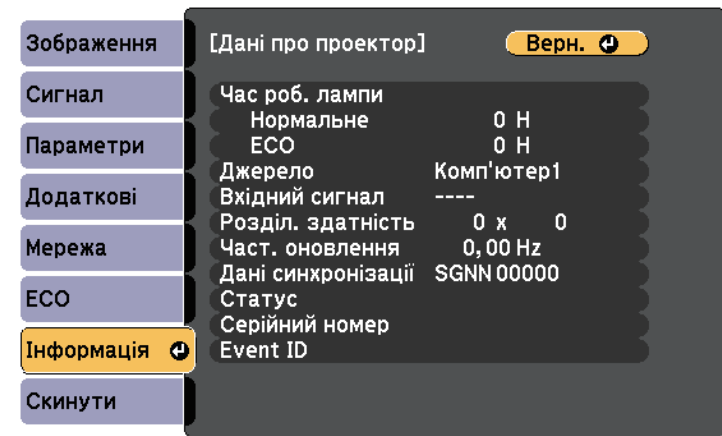 Зображення
Сигнал
Параметри
Додаткові
Мережа
ECO
Інформація
Скинути
[Дані про проектор] Верн.
Час роб. лампи
Нормальне 0 H
ECO 0 H
Джерело Комп'ютер1
Вхідний сигнал ----
Розділ. здатність 0 x 0
Част. оновлення 0,00 Hz
Дані синхронізації SGNN 00000
Статус
Серійний номер
Event ID